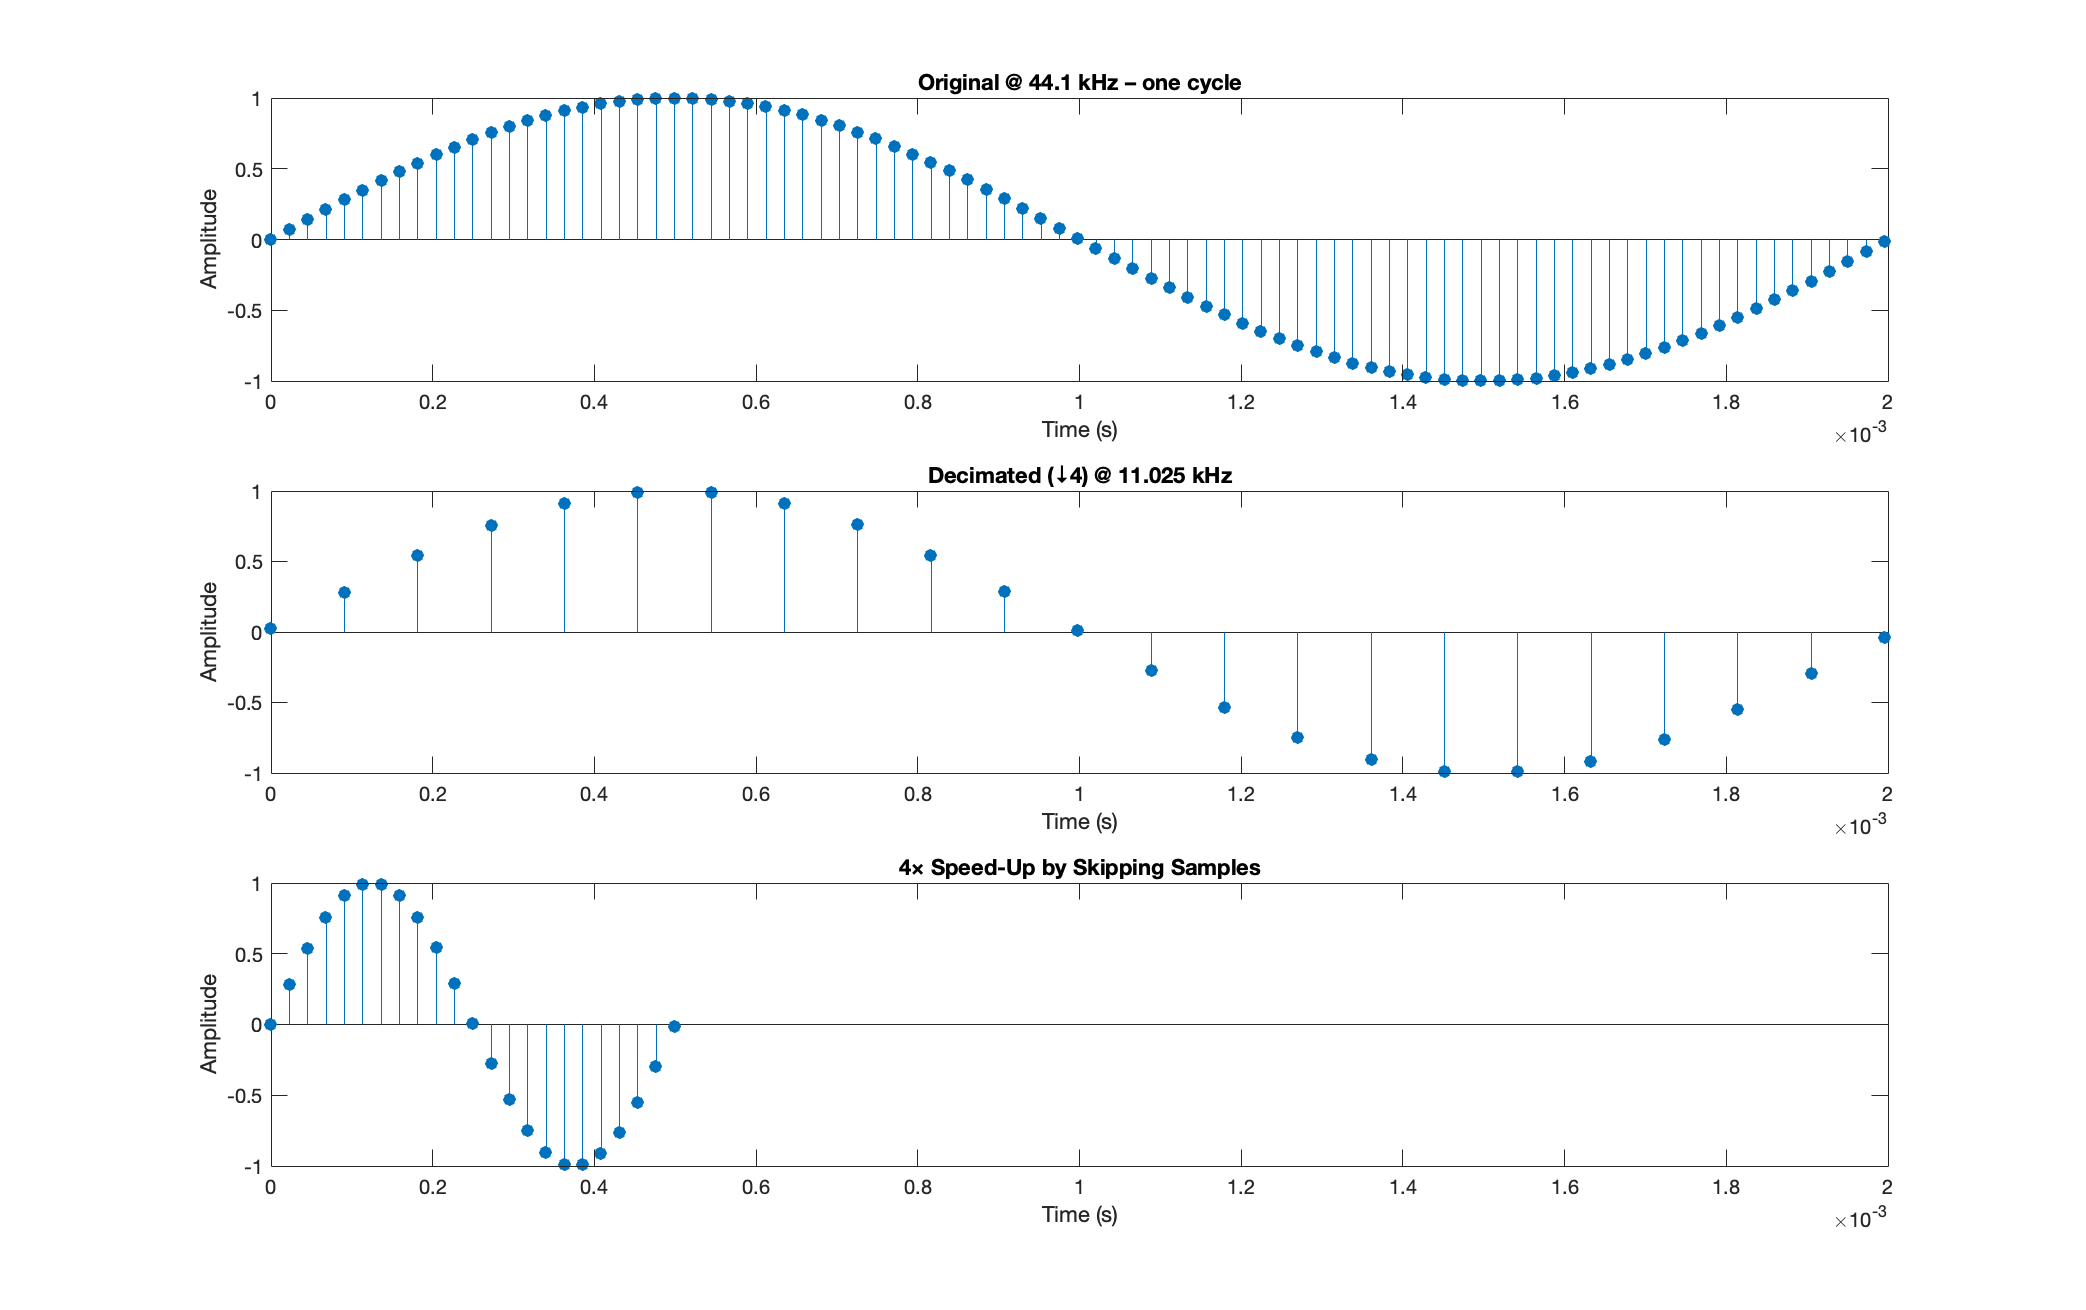 Original @ 44.1 kHz – one cycle
1
0.5
0
-0.5
-1
Amplitude
0 0.2 0.4 0.6 0.8 1 1.2 1.4 1.6 1.8 2
Time (s)
×10-3
Decimated (↓4) @ 11.025 kHz
1
0.5
0
-0.5
-1
Amplitude
0 0.2 0.4 0.6 0.8 1 1.2 1.4 1.6 1.8 2
Time (s)
×10-3
4× Speed-Up by Skipping Samples
1
0.5
0
-0.5
-1
Amplitude
0 0.2 0.4 0.6 0.8 1 1.2 1.4 1.6 1.8 2
Time (s)
×10-3